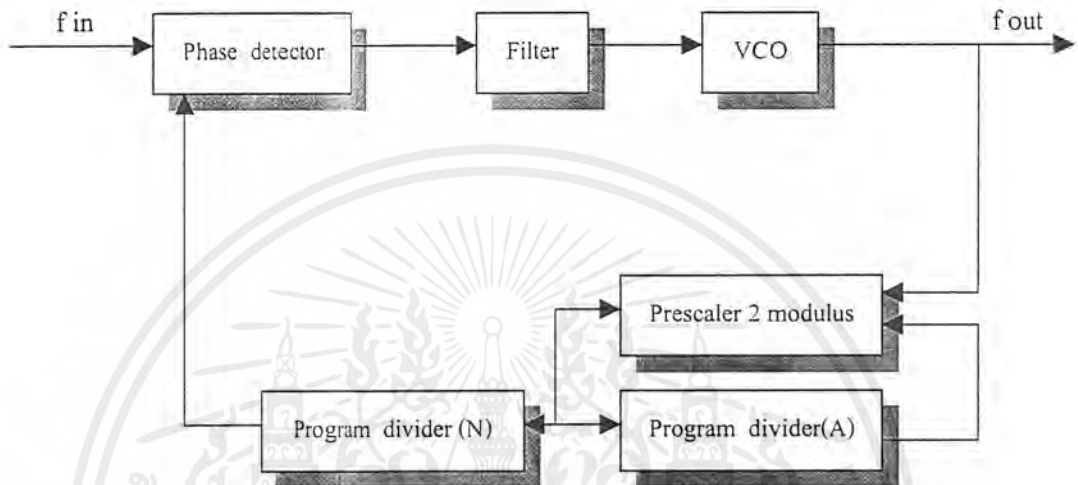 f in
f out
Phase detector
Filter
VCO
Prescaler 2 modulus
Program divider (N)
Program divider(A)